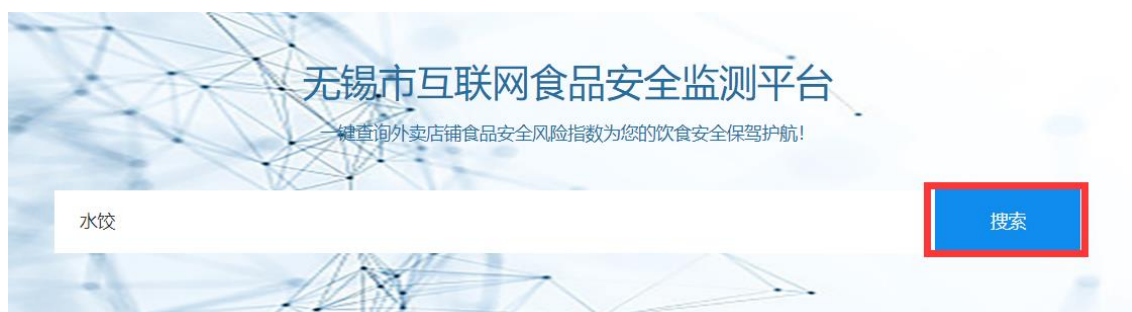 无锡市互联网食品安全监测平台
一键查询外卖店铺食品安全风险指数为您的饮食安全保驾护航!
水饺
搜索